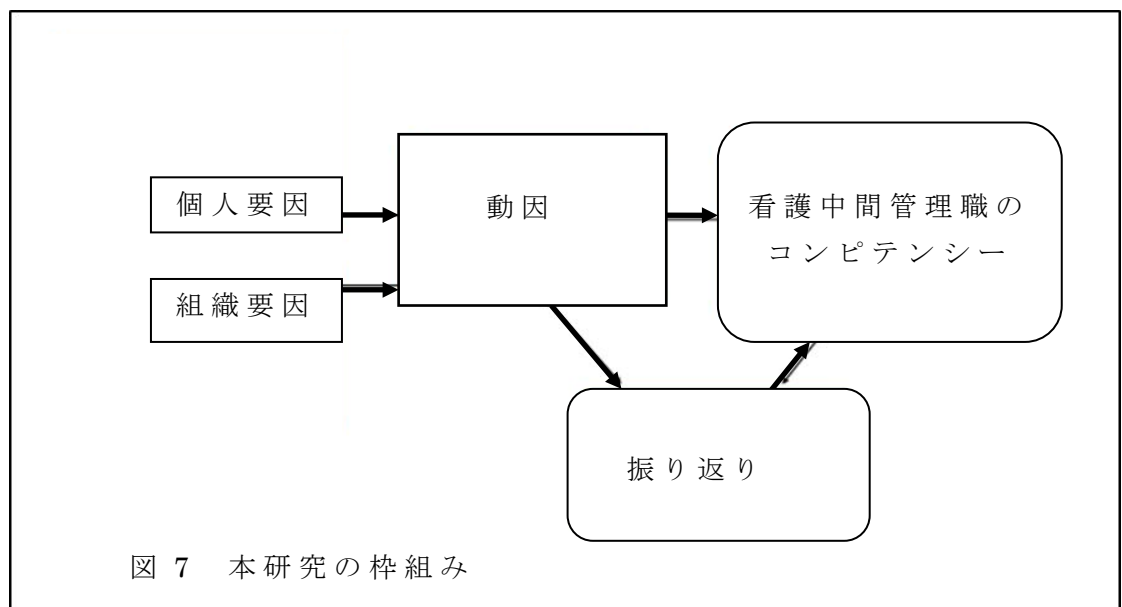 個人要因
組織要因
動因
看護中間管理職の
コンピテンシー
振り返り
図 7 本研究の枠組み